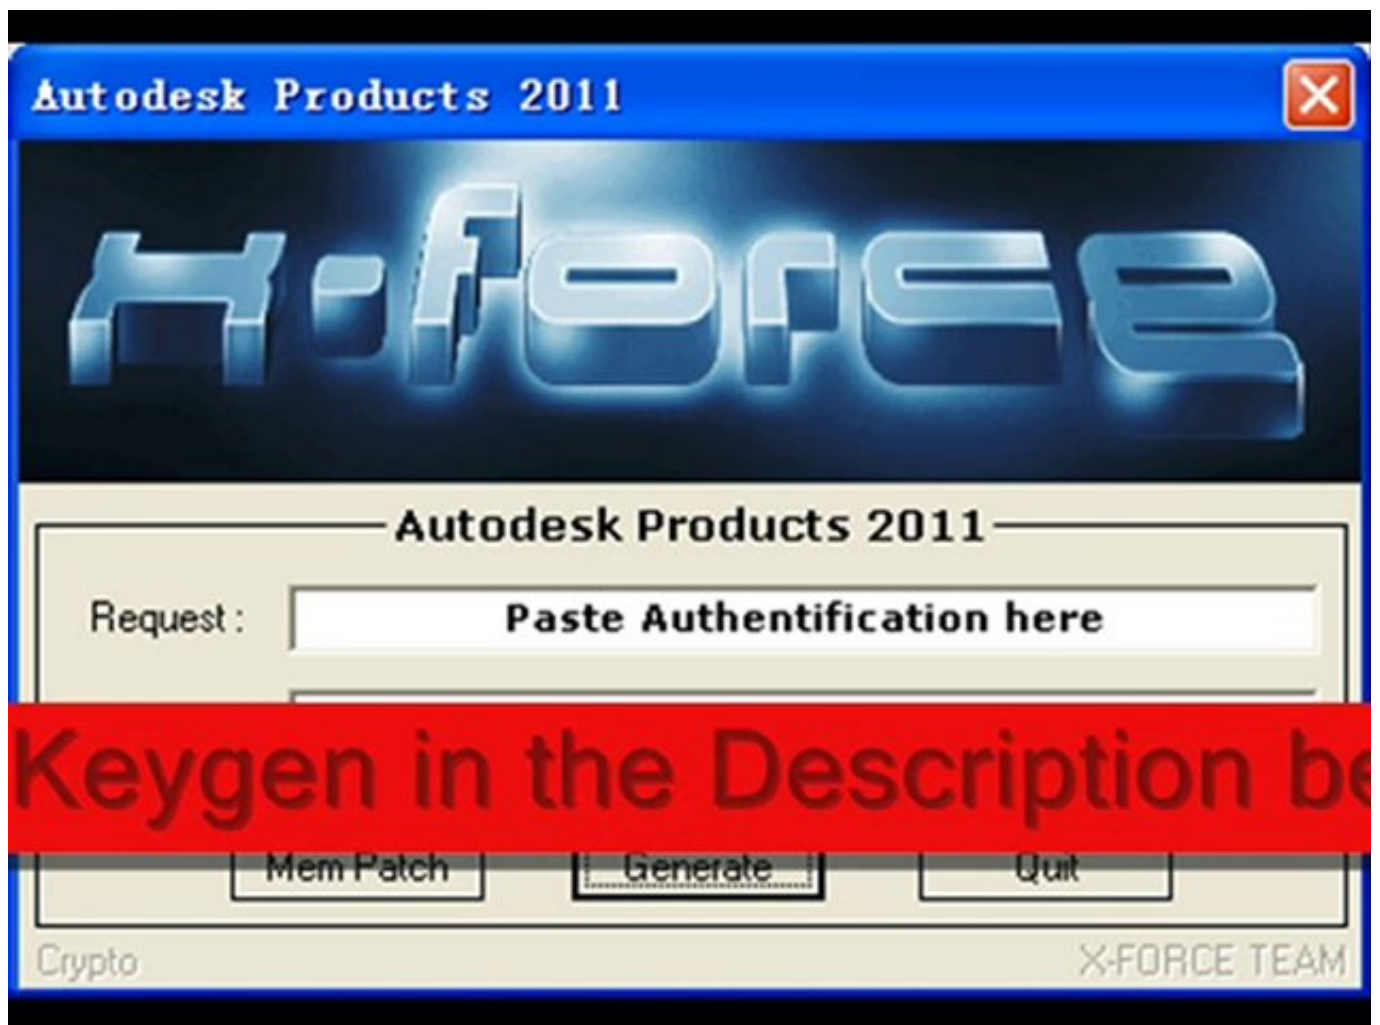 Autodesk Products 2011
x·force
Autodesk Products 2011
Request :
Paste Authentification here
Keygen in the Description
Mem Patch
Generate
Quit
Crypto
X-FORCE TEAM